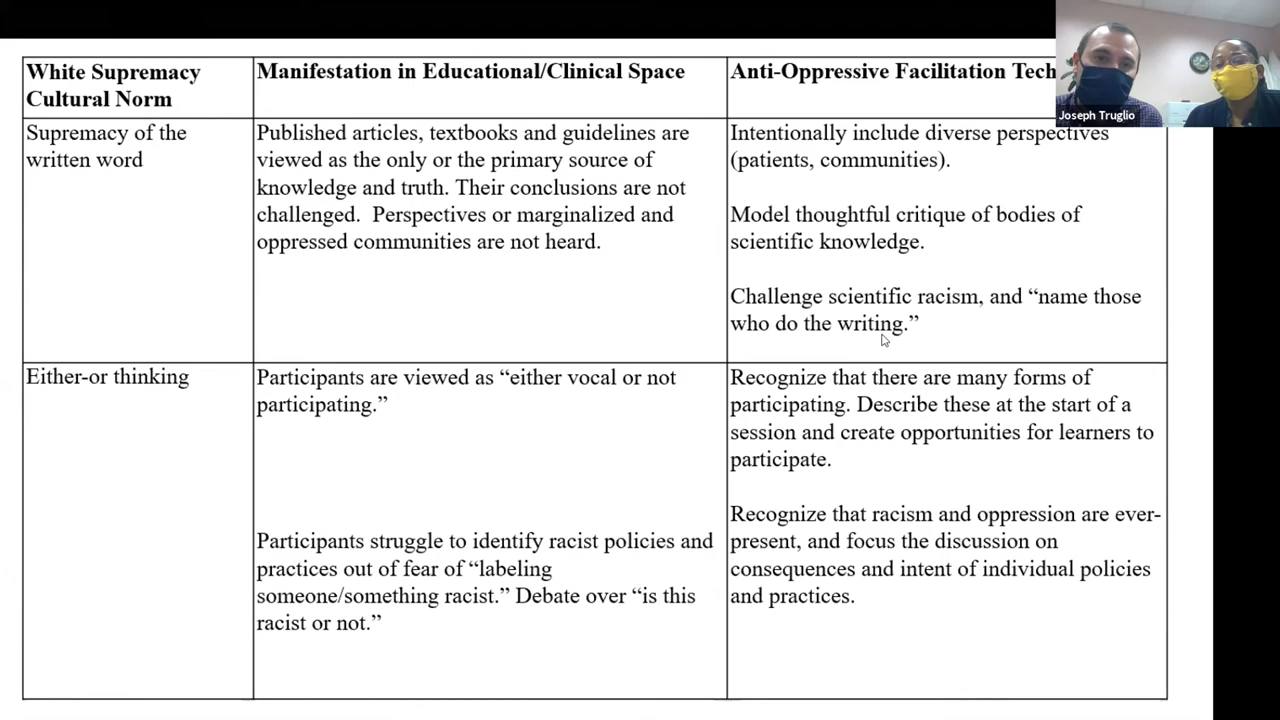 White Supremacy
Cultural Norm
Manifestation in Educational/Clinical Space
Anti-Oppressive Facilitation Tech
Joseph Truglio
Supremacy of the
written word
Published articles, textbooks and guidelines are
viewed as the only or the primary source of
knowledge and truth. Their conclusions are not
challenged.  Perspectives or marginalized and
oppressed communities are not heard.
Intentionally include diverse perspectives
(patients, communities).
Model thoughtful critique of bodies of
scientific knowledge.
Challenge scientific racism, and “name those
who do the writing.”
Either-or thinking
Participants are viewed as “either vocal or not
participating.”
Participants struggle to identify racist policies and
practices out of fear of “labeling
someone/something racist.” Debate over “is this
racist or not.”
Recognize that there are many forms of
participating. Describe these at the start of a
session and create opportunities for learners to
participate.
Recognize that racism and oppression are ever-
present, and focus the discussion on
consequences and intent of individual policies
and practices.